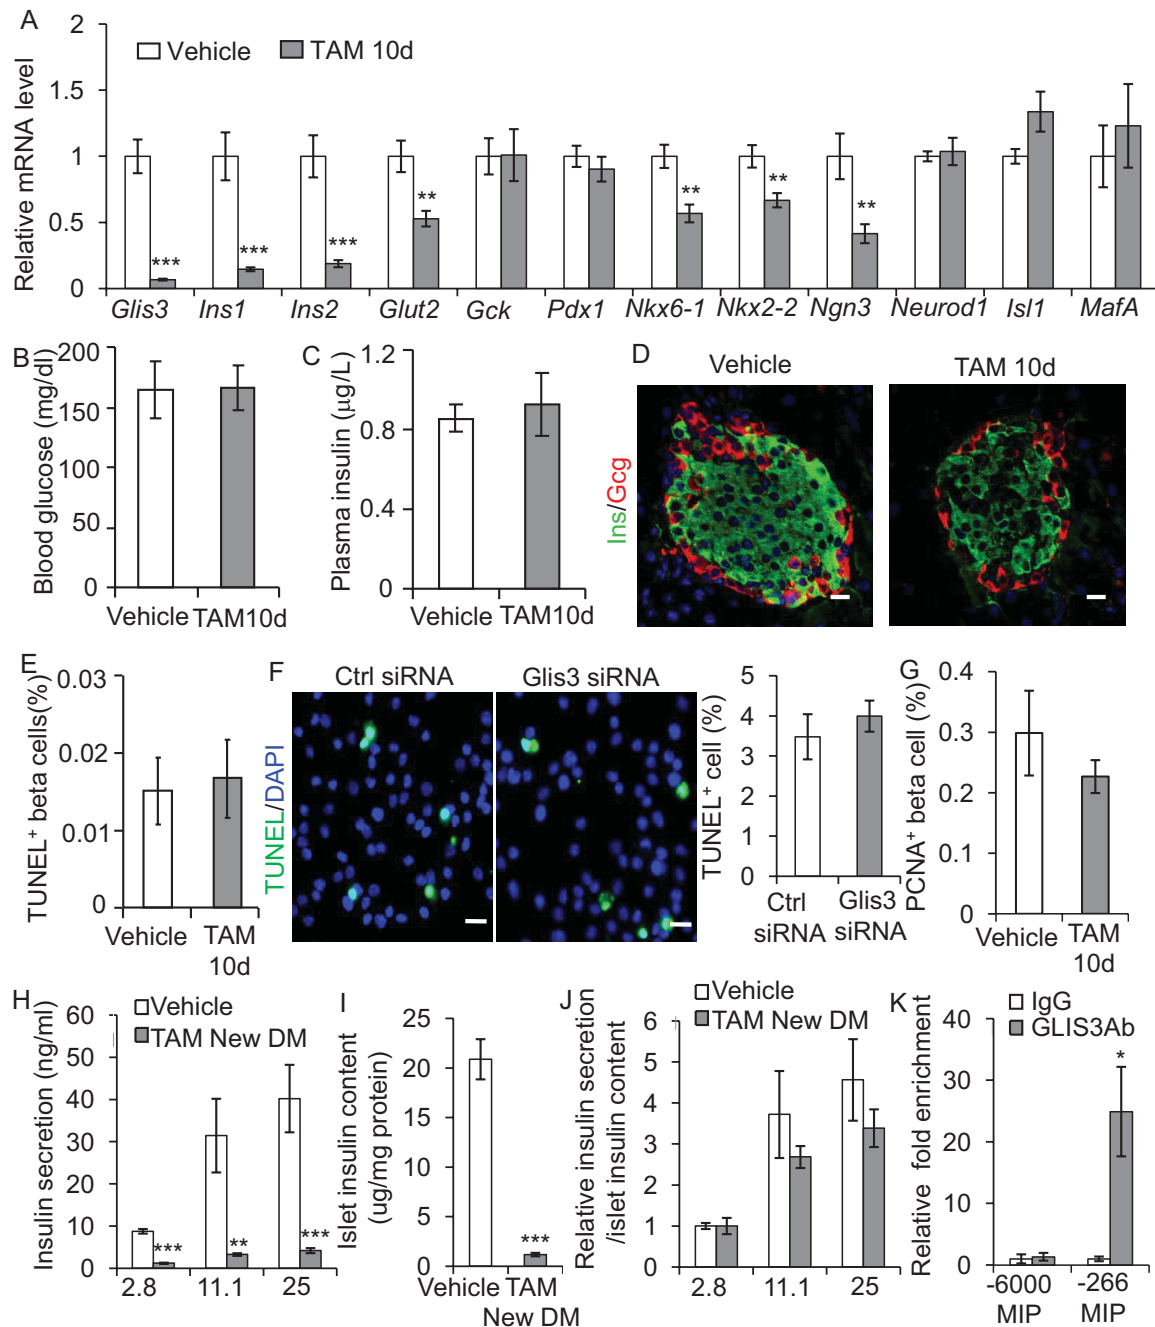 A
Relative mRNA level
2
1.5
1
0.5
0
Vehicle
TAM 10d
***
***
***
**
**
**
**
Glis3 Ins1 Ins2 Glut2 Gck Pdx1 Nkx6-1 Nkx2-2 Ngn3 Neurod1 Isl1 MafA
B
Blood glucose (mg/dl)
200
150
100
50
0
Vehicle TAM10d
C
Plasma insulin (µg/L)
1.2
0.8
0.4
0
Vehicle TAM10d
D
Vehicle
TAM 10d
Ins/Gcg
E
TUNEL+ beta cells(%)
0.03
0.02
0.01
0
Vehicle TAM
10d
F
Ctrl siRNA
Glis3 siRNA
TUNEL/DAPI
TUNEL+ cell (%)
5
4
3
2
1
0
Ctrl Glis3
siRNA siRNA
G
PCNA+ beta cell (%)
0.4
0.3
0.2
0.1
0
Vehicle TAM
10d
H
Insulin secretion (ng/ml)
Vehicle
TAM New DM
60
50
40
30
20
10
0
***
**
***
2.8 11.1 25
I
Islet insulin content
(ug/mg protein)
25
20
15
10
5
0
***
Vehicle TAM
New DM
J
Relative insulin secretion
/islet insulin content
Vehicle
TAM New DM
6
5
4
3
2
1
0
2.8 11.1 25
K
Relative fold enrichment
IgG
GLIS3Ab
40
30
20
10
0
*
-6000 -266
MIP MIP